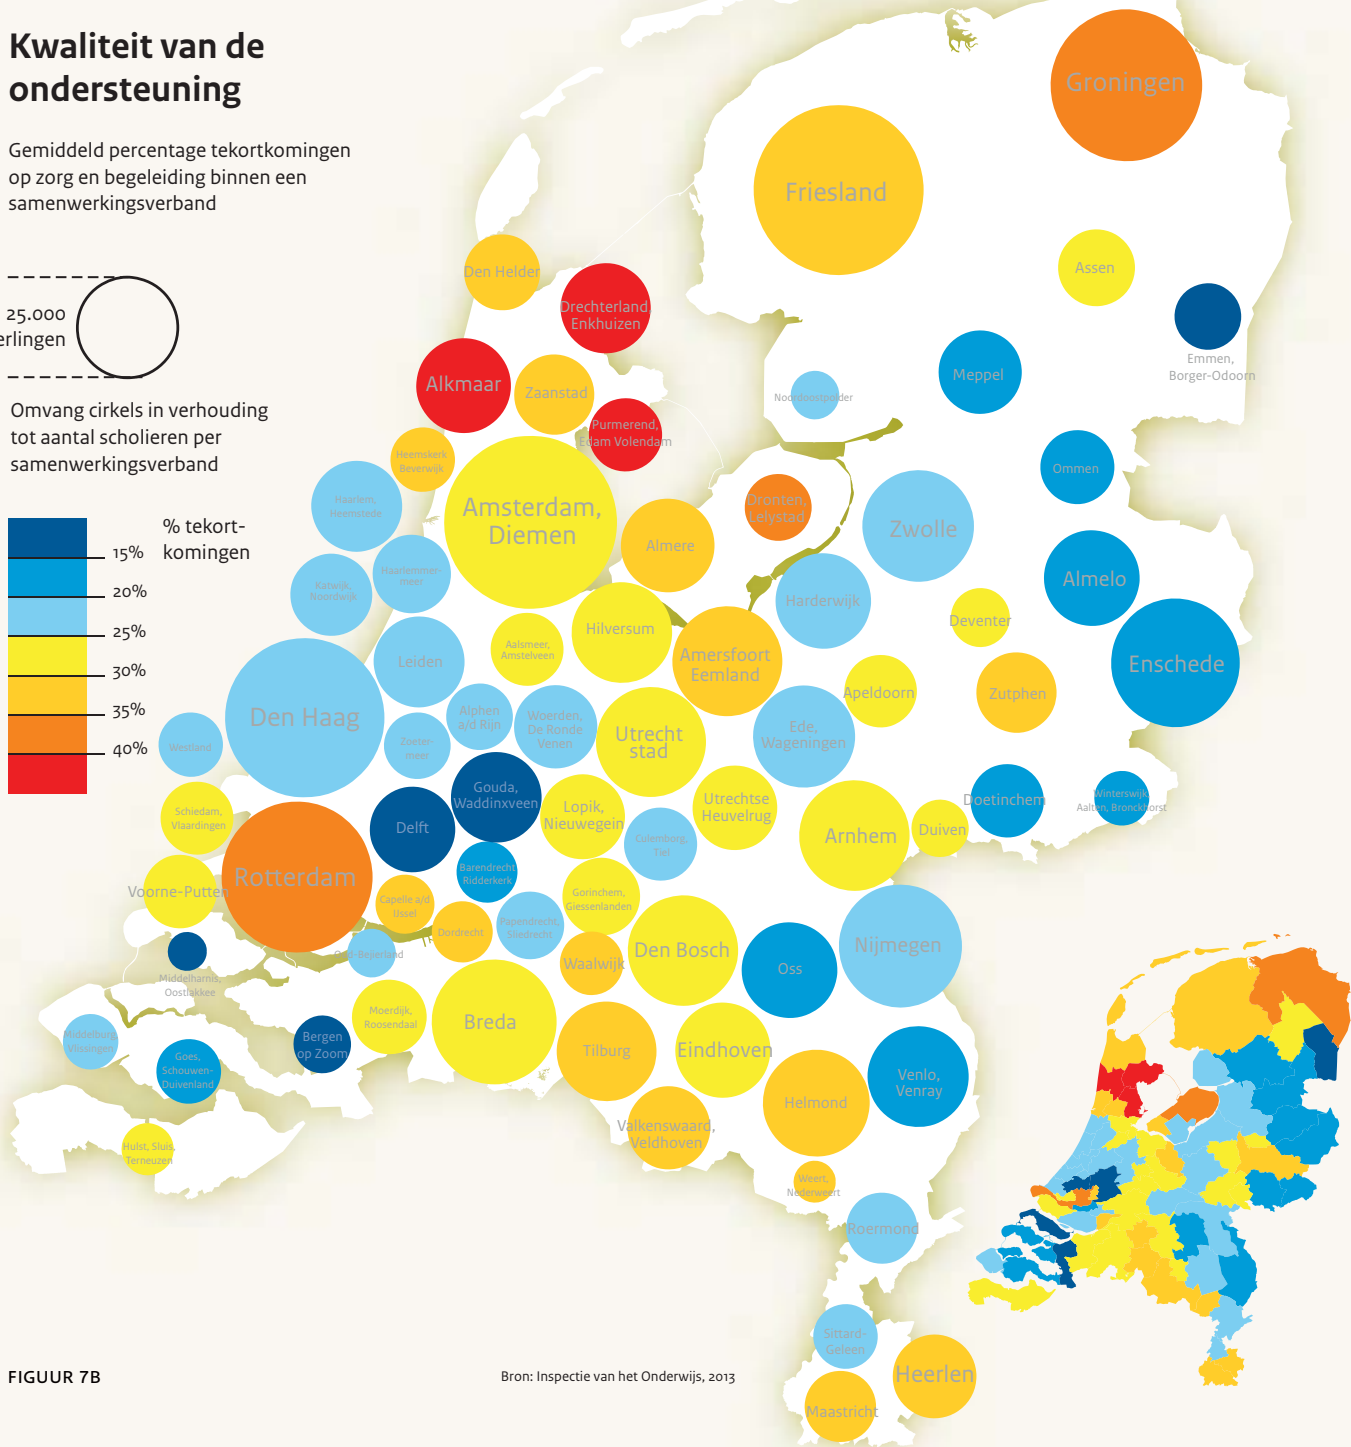 Kwaliteit van de
ondersteuning
Gemiddeld percentage tekortkomingen
op zorg en begeleiding binnen een
samenwerkingsverband
25.000
erlingen
Omvang cirkels in verhouding
tot aantal scholieren per
samenwerkingsverband
% tekort-
komingen
15%
20%
25%
30%
35%
40%
Groningen
Friesland
Assen
Den Helder
Drechterland,
Enkhuizen
Emmen,
Borger-Odoorn
Meppel
Alkmaar
Zaanstad
Noordoostpolder
Purmerend,
Edam Volendam
Heemskerk
Beverwijk
Ommen
Haarlem,
Heemstede
Amsterdam,
Diemen
Dronten,
Lelystad
Zwolle
Almere
Haarlemmer-
meer
Almelo
Katwijk,
Noordwijk
Harderwijk
Deventer
Hilversum
Aalsmeer,
Amstelveen
Leiden
Amersfoort
Eemland
Enschede
Apeldoorn
Zutphen
Den Haag
Alphen
a/d Rijn
Woerden,
De Ronde
Venen
Utrecht
stad
Ede,
Wageningen
Westland
Zoeter-
meer
Gouda,
Waddinxveen
Utrechtse
Heuvelrug
Doetinchem
Winterswijk
Aalten, Bronckhorst
Schiedam,
Vlaardingen
Delft
Lopik,
Nieuwegein
Culemborg,
Tiel
Arnhem
Duiven
Rotterdam
Voorne-Putten
Barendrecht
Ridderkerk
Capelle a/d
IJssel
Gorinchem,
Giessenlanden
Papendrecht,
Sliedrecht
Dordrecht
Oud-Beijerland
Den Bosch
Nijmegen
Waalwijk
Oss
Middelharnis,
Oostlakkee
Moerdijk,
Roosendaal
Breda
Bergen
op Zoom
Middelburg,
Vlissingen
Goes,
Schouwen-
Duivenland
Tilburg
Eindhoven
Venlo,
Venray
Helmond
Valkenswaard,
Veldhoven
Hulst, Sluis,
Terneuzen
Weert,
Nederweert
Roermond
Sittard-
Geleen
Heerlen
Maastricht
FIGUUR 7B
Bron: Inspectie van het Onderwijs, 2013